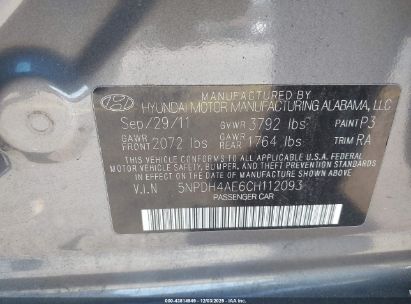 MANUFACTURED BY
HYUNDAI MOTOR MANUFACTURING ALABAMA, LLC
Sep/29/11 GVWR 3792 lbs PAINT P3
GAWR FRONT 2072 lbs GAWR REAR 1764 lbs TRIM RA
THIS VEHICLE CONFORMS TO ALL APPLICABLE U.S. FEDERAL
MOTOR VEHICLE SAFETY, BUMPER, AND THEFT PREVENTION STANDARDS
IN EFFECT ON THE DATE OF MANUFACTURE SHOWN ABOVE.
V.I.N 5NPDH4AE6CH112093
PASSENGER CAR